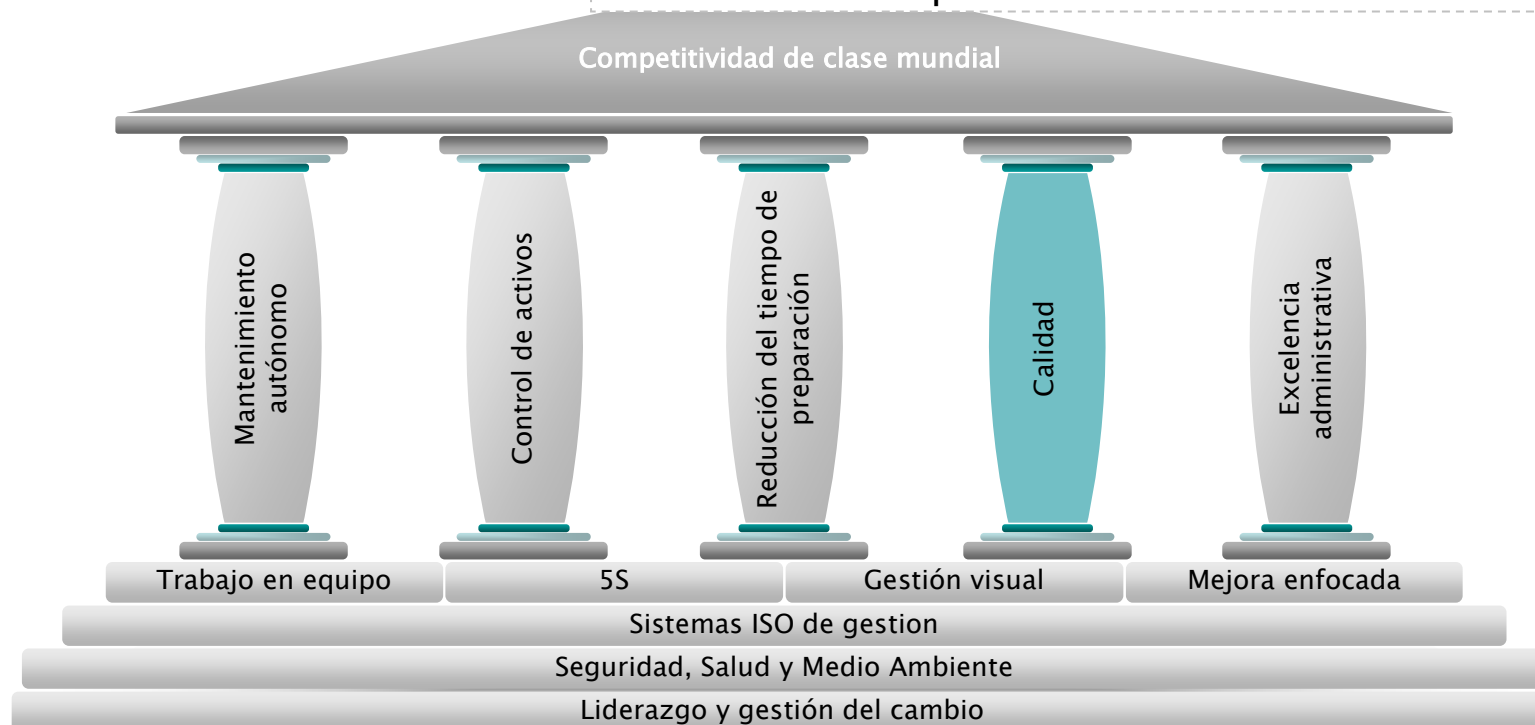 Competitividad de clase mundial
Mantenimiento
autónomo
Control de activos
Reducción del tiempo de
preparación
Calidad
Excelencia
administrativa
Trabajo en equipo
5S
Gestión visual
Mejora enfocada
Sistemas ISO de gestion
Seguridad, Salud y Medio Ambiente
Liderazgo y gestión del cambio